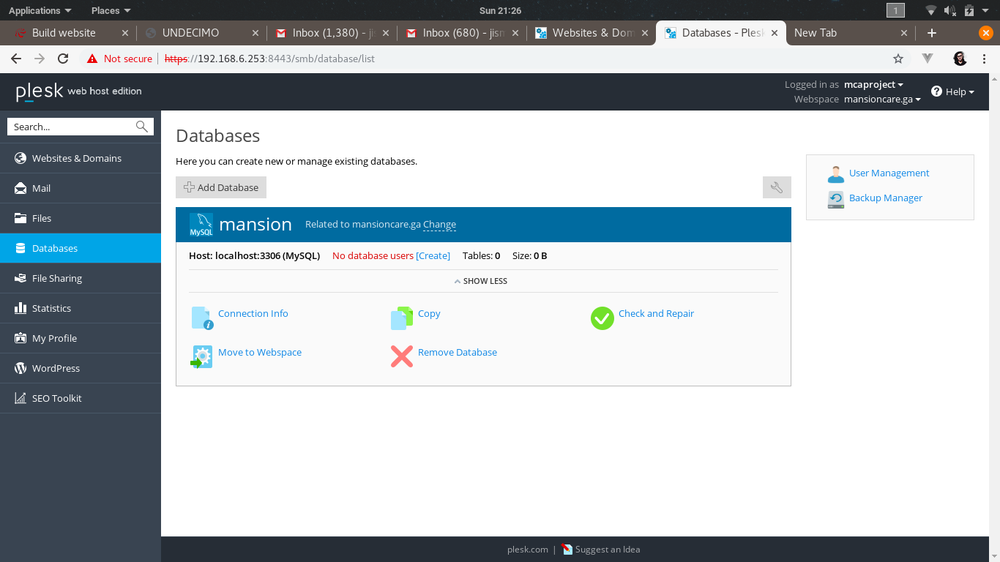 Applications Places Sun 21:26 1
Build website UNDECIMO Inbox (1,380) - jis Inbox (680) - jism Websites & Dom Databases - Plesk New Tab
Not secure https://192.168.6.253:8443/smb/database/list
plesk web host edition
Logged in as mcaproject
Webspace mansioncare.ga
Help
Search...
Websites & Domains
Mail
Files
Databases
File Sharing
Statistics
My Profile
WordPress
SEO Toolkit
Databases
Here you can create new or manage existing databases.
Add Database
User Management
Backup Manager
MySQL mansion Related to mansioncare.ga Change
Host: localhost:3306 (MySQL) No database users [Create] Tables: 0 Size: 0 B
SHOW LESS
Connection Info Copy Check and Repair
Move to Webspace Remove Database
plesk.com | Suggest an Idea